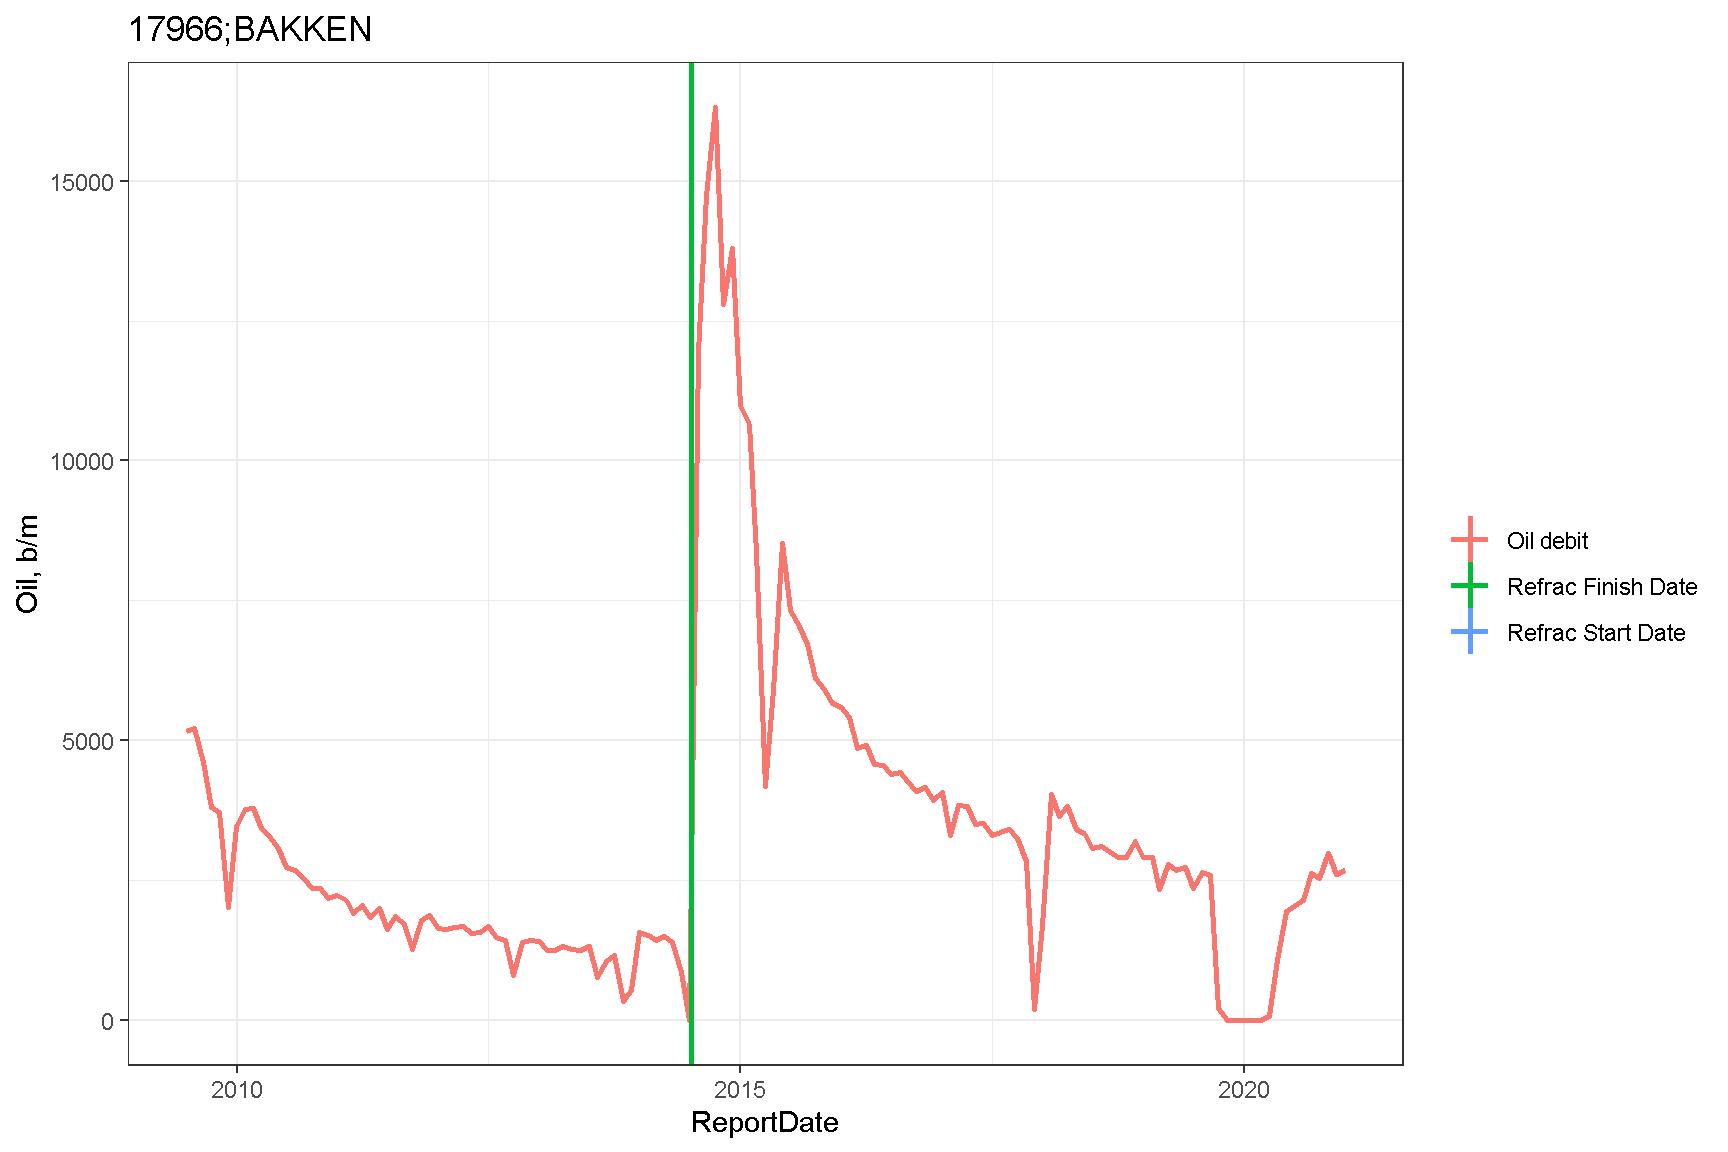 17966;BAKKEN
Oil, b/m
15000
10000
5000
0
2010
2015
2020
ReportDate
Oil debit
Refrac Finish Date
Refrac Start Date